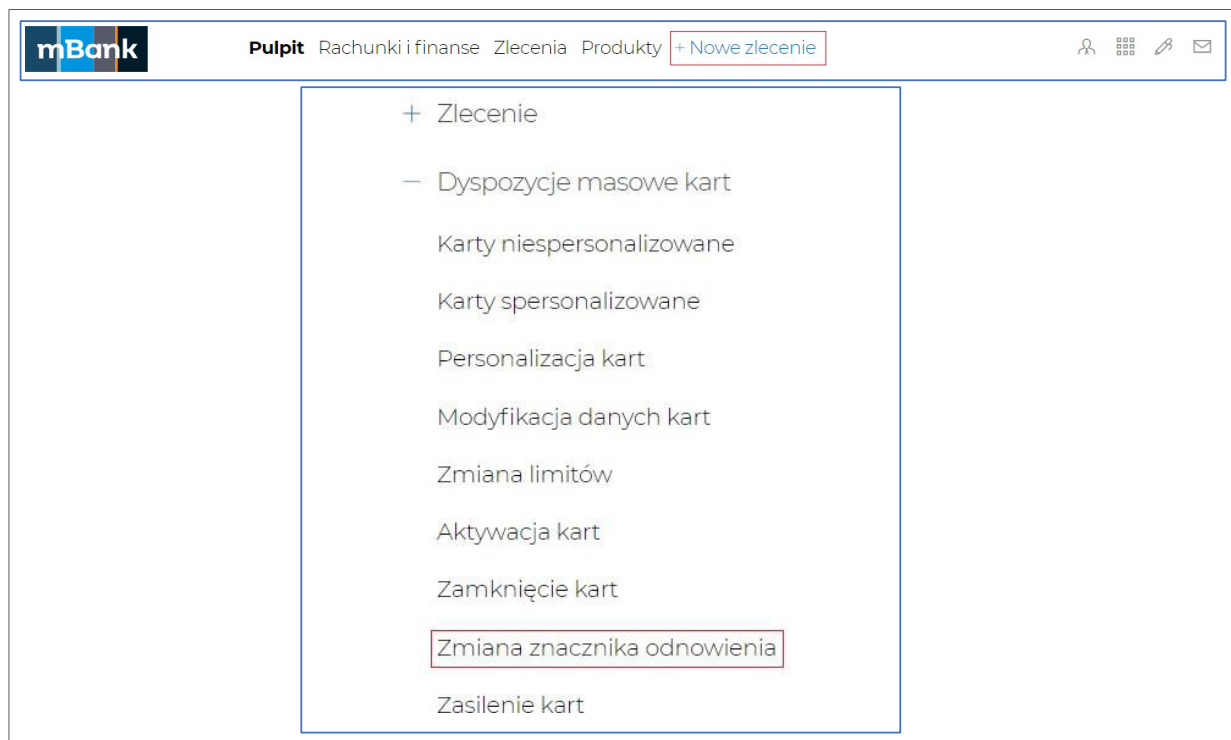 mBank Pulpit Rachunki i finanse Zlecenia Produkty + Nowe zlecenie
+ Zlecenie
− Dyspozycje masowe kart
Karty niespersonalizowane
Karty spersonalizowane
Personalizacja kart
Modyfikacja danych kart
Zmiana limitów
Aktywacja kart
Zamknięcie kart
Zmiana znacznika odnowienia
Zasilenie kart